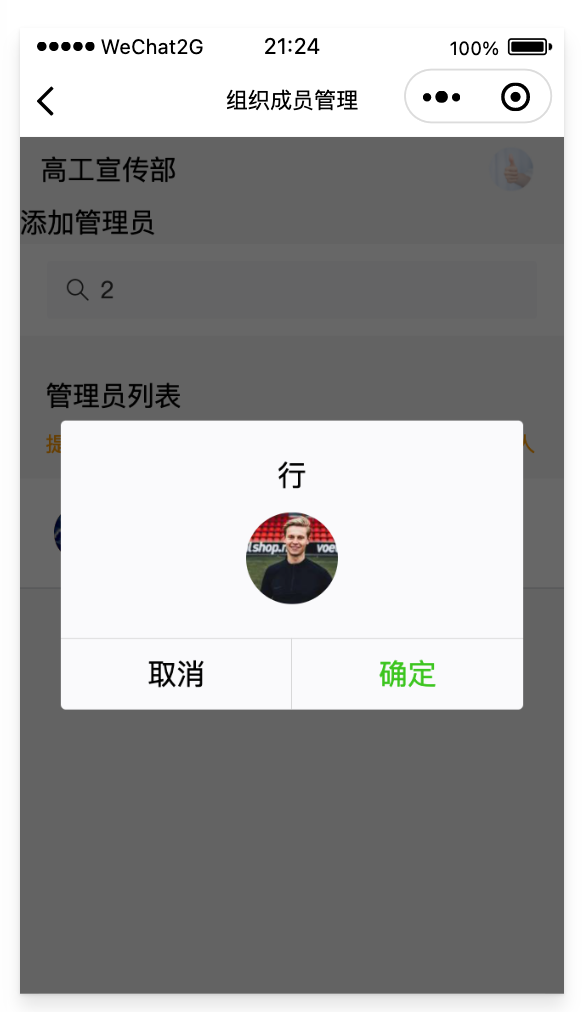 WeChat2G 21:24 100%
组织成员管理
高工宣传部
添加管理员
2
管理员列表
提 人
行
shop.n voe
取消 确定